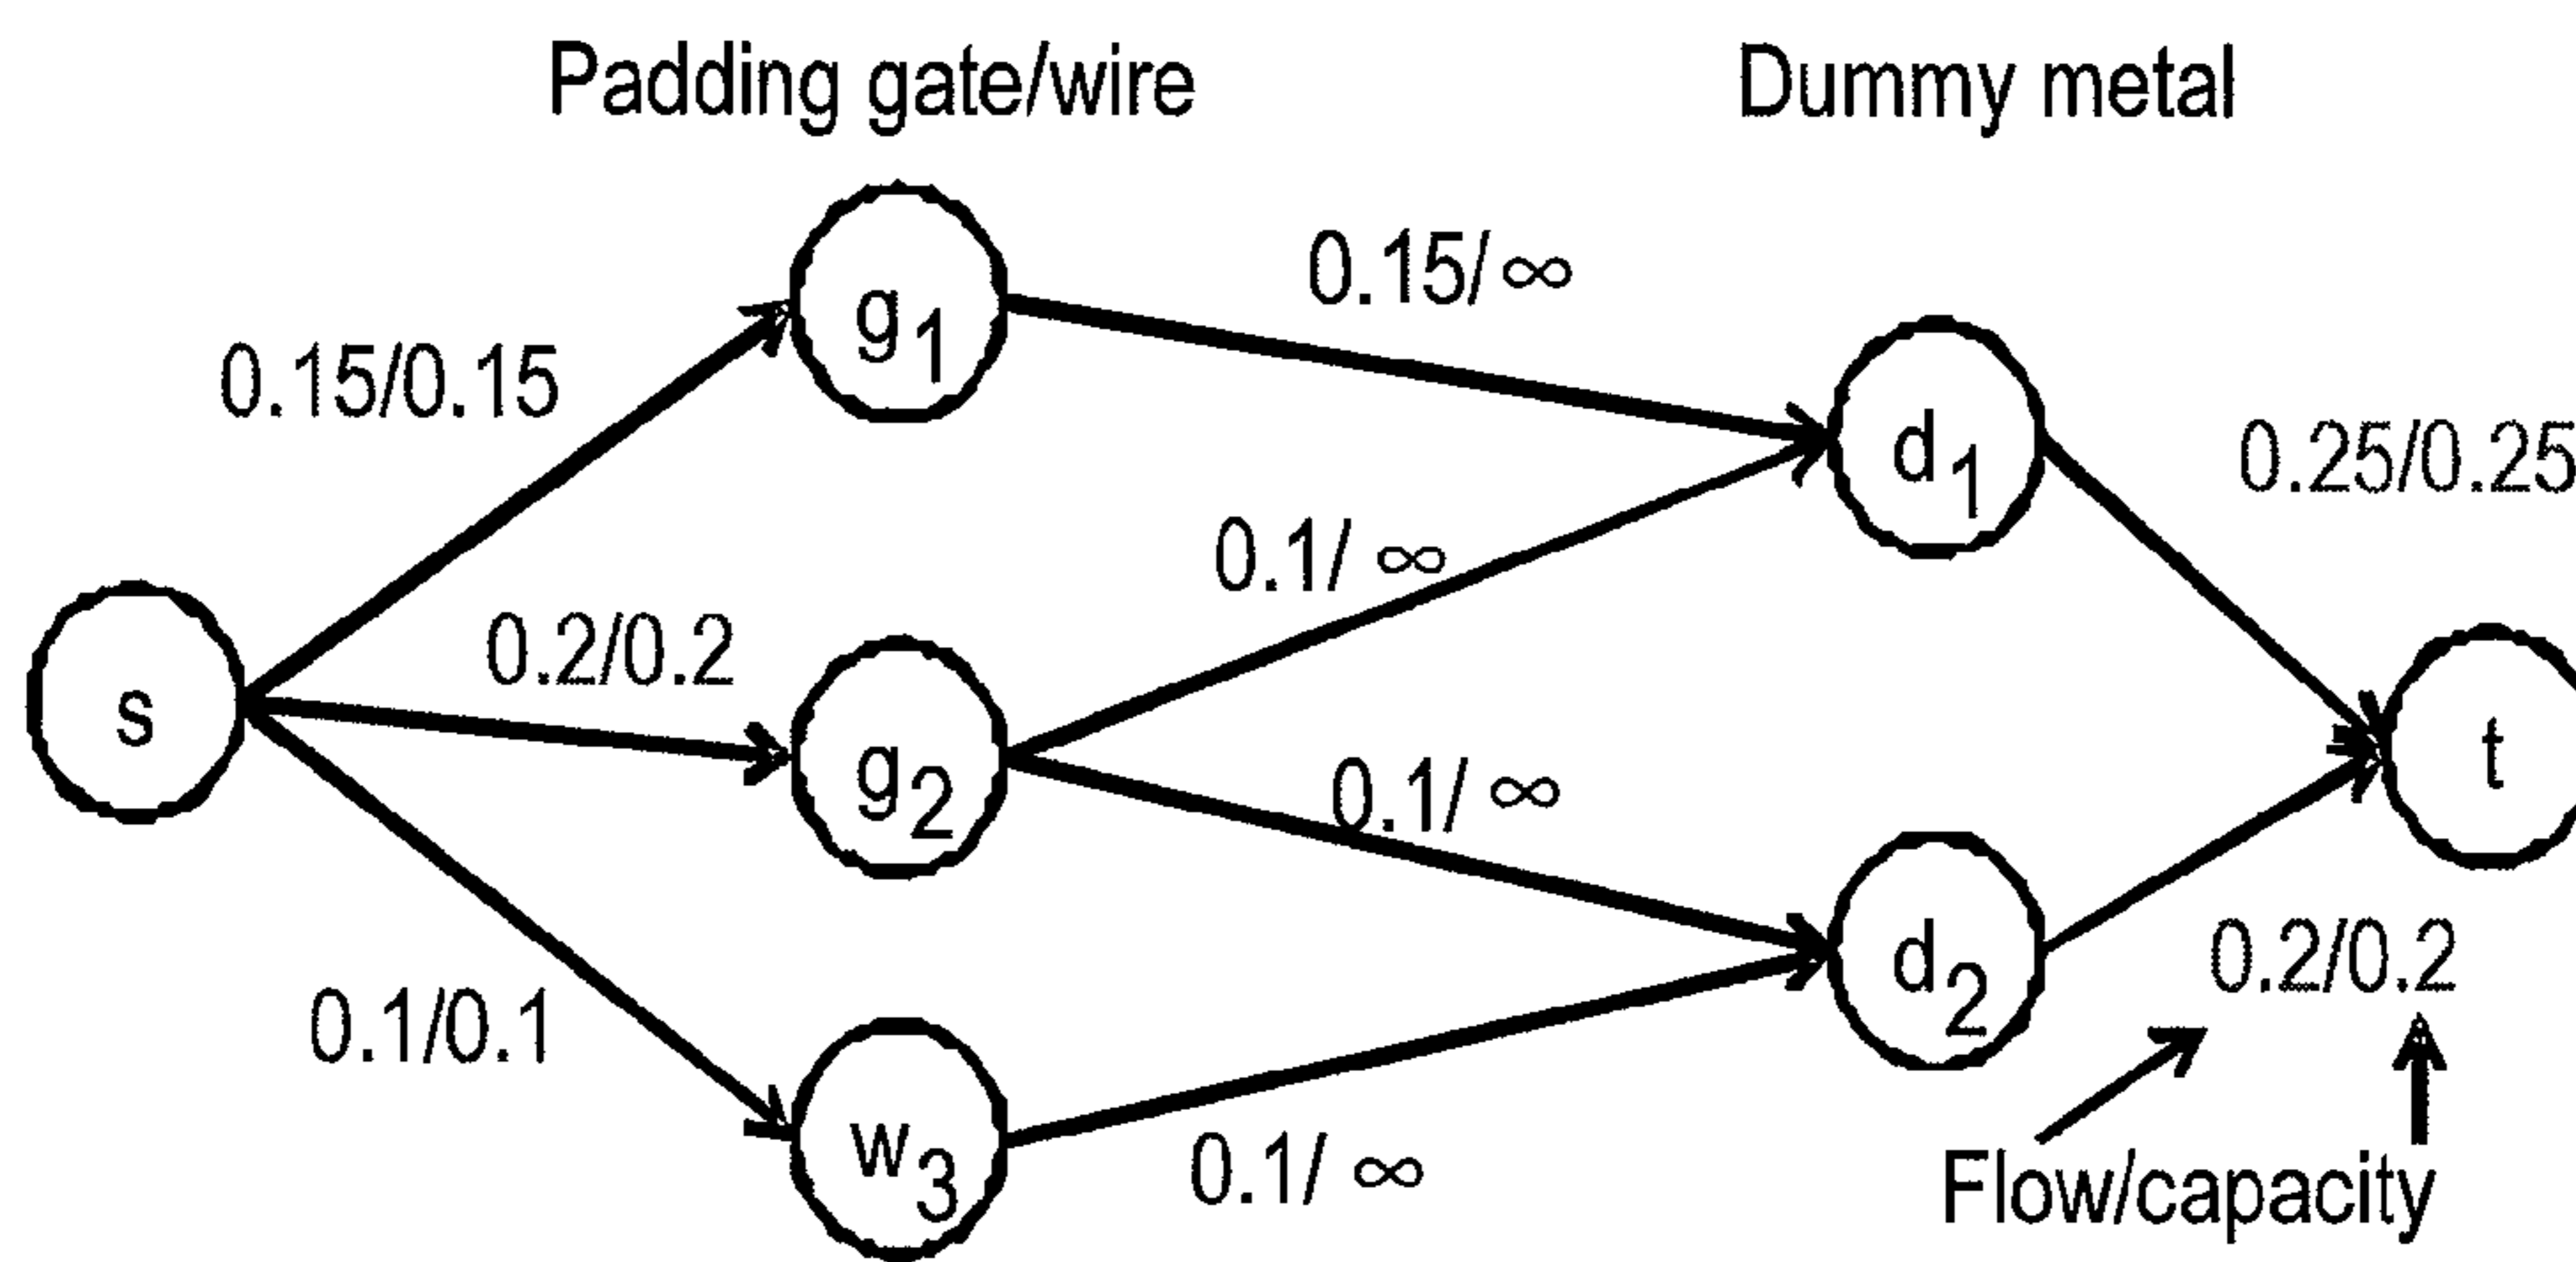 Padding gate/wire
Dummy metal
g1
0.15/∞
0.15/0.15
d1
0.25/0.25
0.1/ ∞
s
0.2/0.2
g2
0.1/ ∞
t
0.1/0.1
d2
0.2/0.2
w3
0.1/ ∞
Flow/capacity